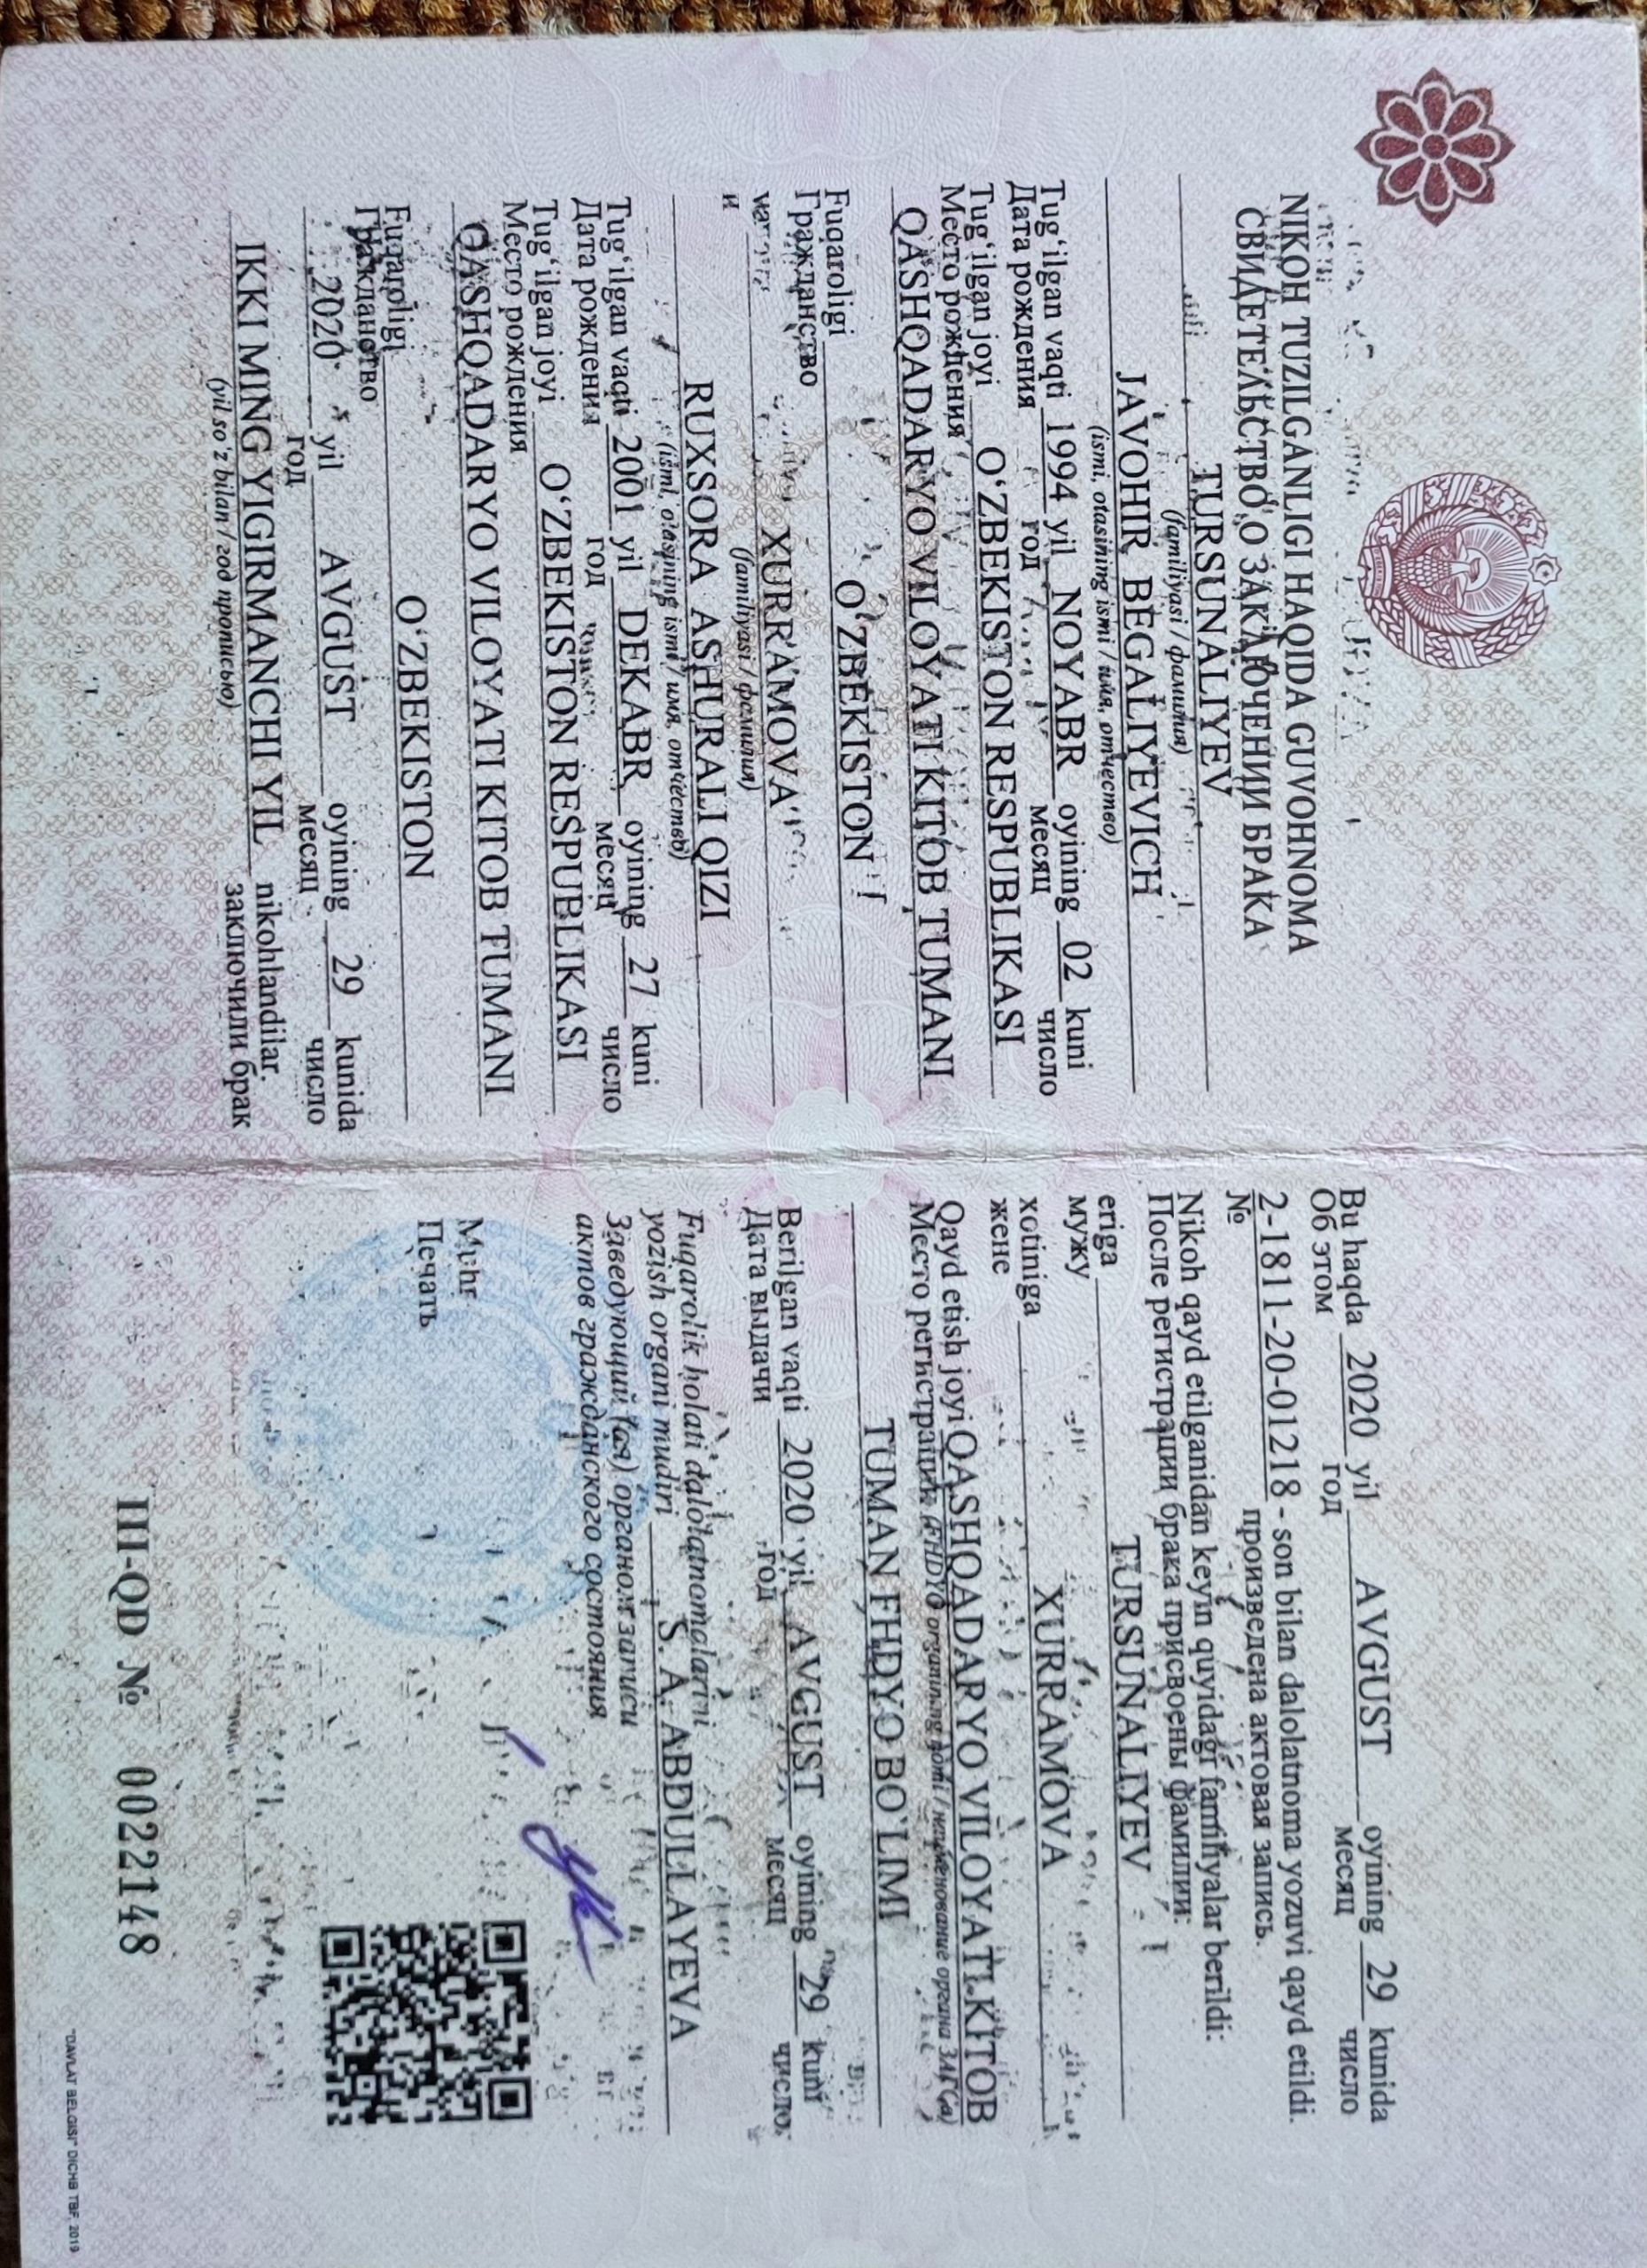 NIKOH TUZILGANLIGI HAQIDA GUVOHNOMA
СВИДЕТЕЛЬСТВО О ЗАКЛЮЧЕНИИ БРАКА
TURSUNALIYEV
(familiyasi / фамилия)
JAVOHIR BEGALIYEVICH
(ismi, otasining ismi / имя, отчество)
Tug‘ilgan vaqti 1994 yil NOYABR oyining 02 kuni
Дата рождения год месяц число
Tug‘ilgan joyi O‘ZBEKISTON RESPUBLIKASI
Место рождения
QASHQADARYO VILOYATI KITOB TUMANI
Fuqaroligi O‘ZBEKISTON
Гражданство
va XURRAMOVA
и (familiyasi / фамилия)
RUXSORA ASHURALI QIZI
(ismi, otasining ismi / имя, отчество)
Tug‘ilgan vaqti 2001 yil DEKABR oyining 27 kuni
Дата рождения год месяц число
Tug‘ilgan joyi O‘ZBEKISTON RESPUBLIKASI
Место рождения
QASHQADARYO VILOYATI KITOB TUMANI
Fuqaroligi O‘ZBEKISTON
Гражданство
2020 yil AVGUST oyining 29 kunida
год месяц число
IKKI MING YIGIRMANCHI YIL nikohlandilar.
(yil so‘z bilan / год прописью) заключили брак
Bu haqda 2020 yil AVGUST oyining 29 kunida
Об этом год месяц число
2-1811-20-01218 - son bilan dalolatnoma yozuvi qayd etildi.
№ произведена актовая запись.
Nikoh qayd etilganidan keyin quyidagi familiyalar berildi:
После регистрации брака присвоены фамилии:
eriga TURSUNALIYEV
мужу
xotiniga XURRAMOVA
жене
Qayd etish joyi QASHQADARYO VILOYATI KITOB
Место регистрации (FHDYO organining nomi / наименование органа ЗАГСа)
TUMAN FHDYO BO‘LIMI
Berilgan vaqti 2020 yil AVGUST oyining 29 kuni
Дата выдачи год месяц число
Fuqarolik holati dalolatnomalarini
yozish organi mudiri S. A. ABDULLAYEVA
Заведующий (ая) органом записи
актов гражданского состояния
Muhr
Печать
III-QD № 0022148
"DAVLAT BELGISI" DICHB TBF, 2019